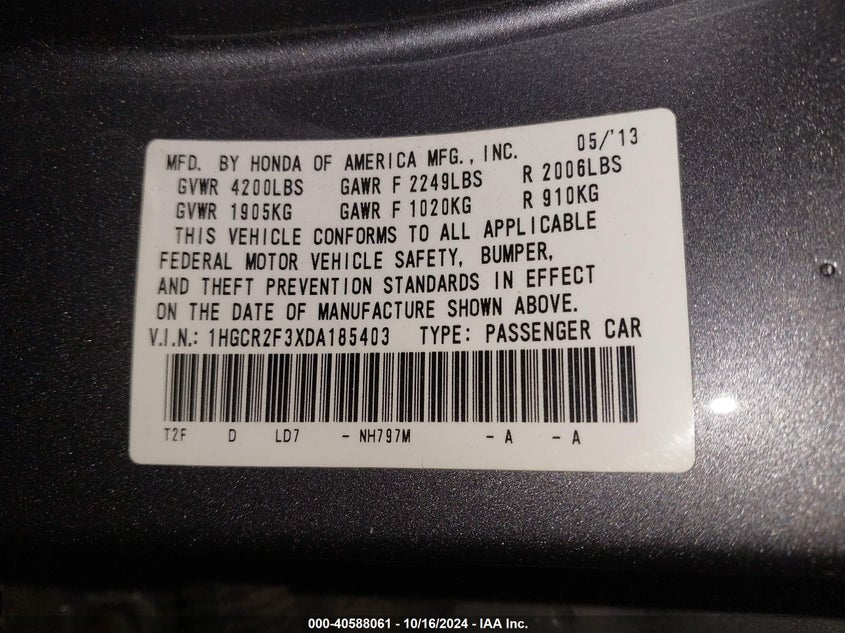 MFD. BY HONDA OF AMERICA MFG., INC. 05/'13
GVWR 4200LBS GAWR F 2249LBS R 2006LBS
GVWR 1905KG GAWR F 1020KG R 910KG
THIS VEHICLE CONFORMS TO ALL APPLICABLE
FEDERAL MOTOR VEHICLE SAFETY, BUMPER,
AND THEFT PREVENTION STANDARDS IN EFFECT
ON THE DATE OF MANUFACTURE SHOWN ABOVE.
V.I.N.: 1HGCR2F3XDA185403 TYPE: PASSENGER CAR
T2F D LD7 - NH797M - A - A
000-40588061 - 10/16/2024 - IAA Inc.